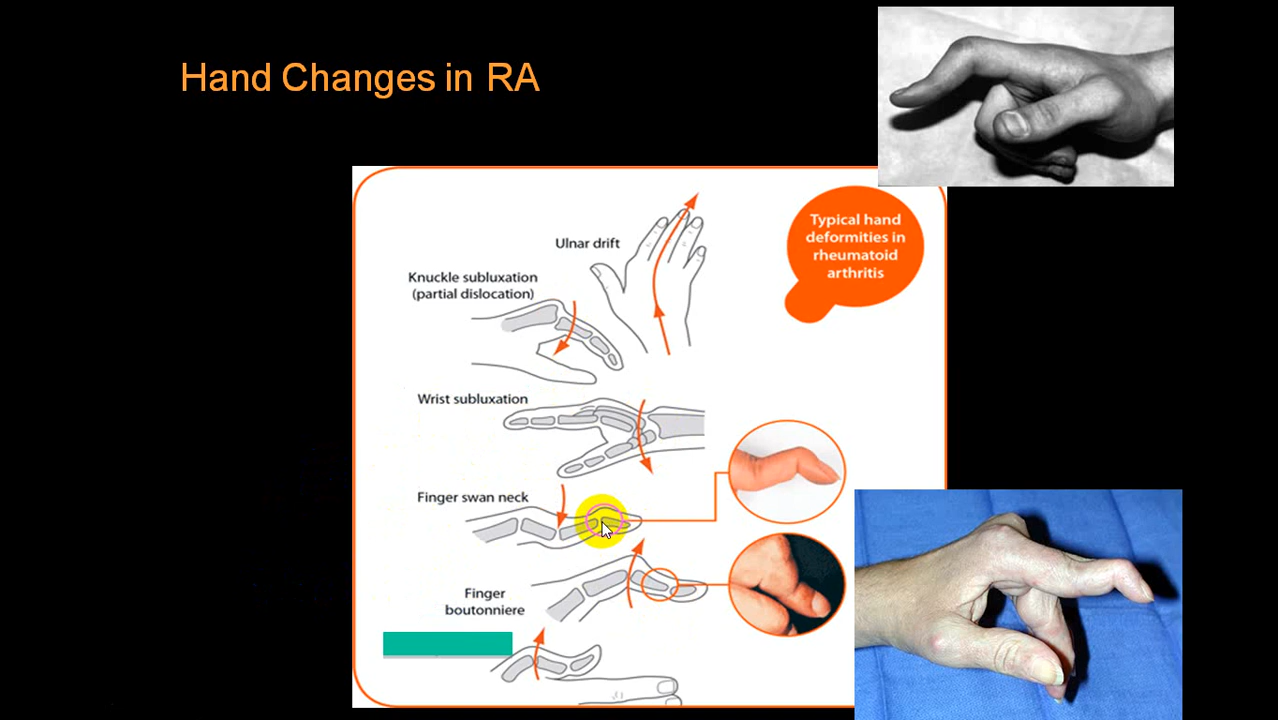 Hand Changes in RA
Typical hand
deformities in
rheumatoid
arthritis
Ulnar drift
Knuckle subluxation
(partial dislocation)
Wrist subluxation
Finger swan neck
Finger
boutonniere